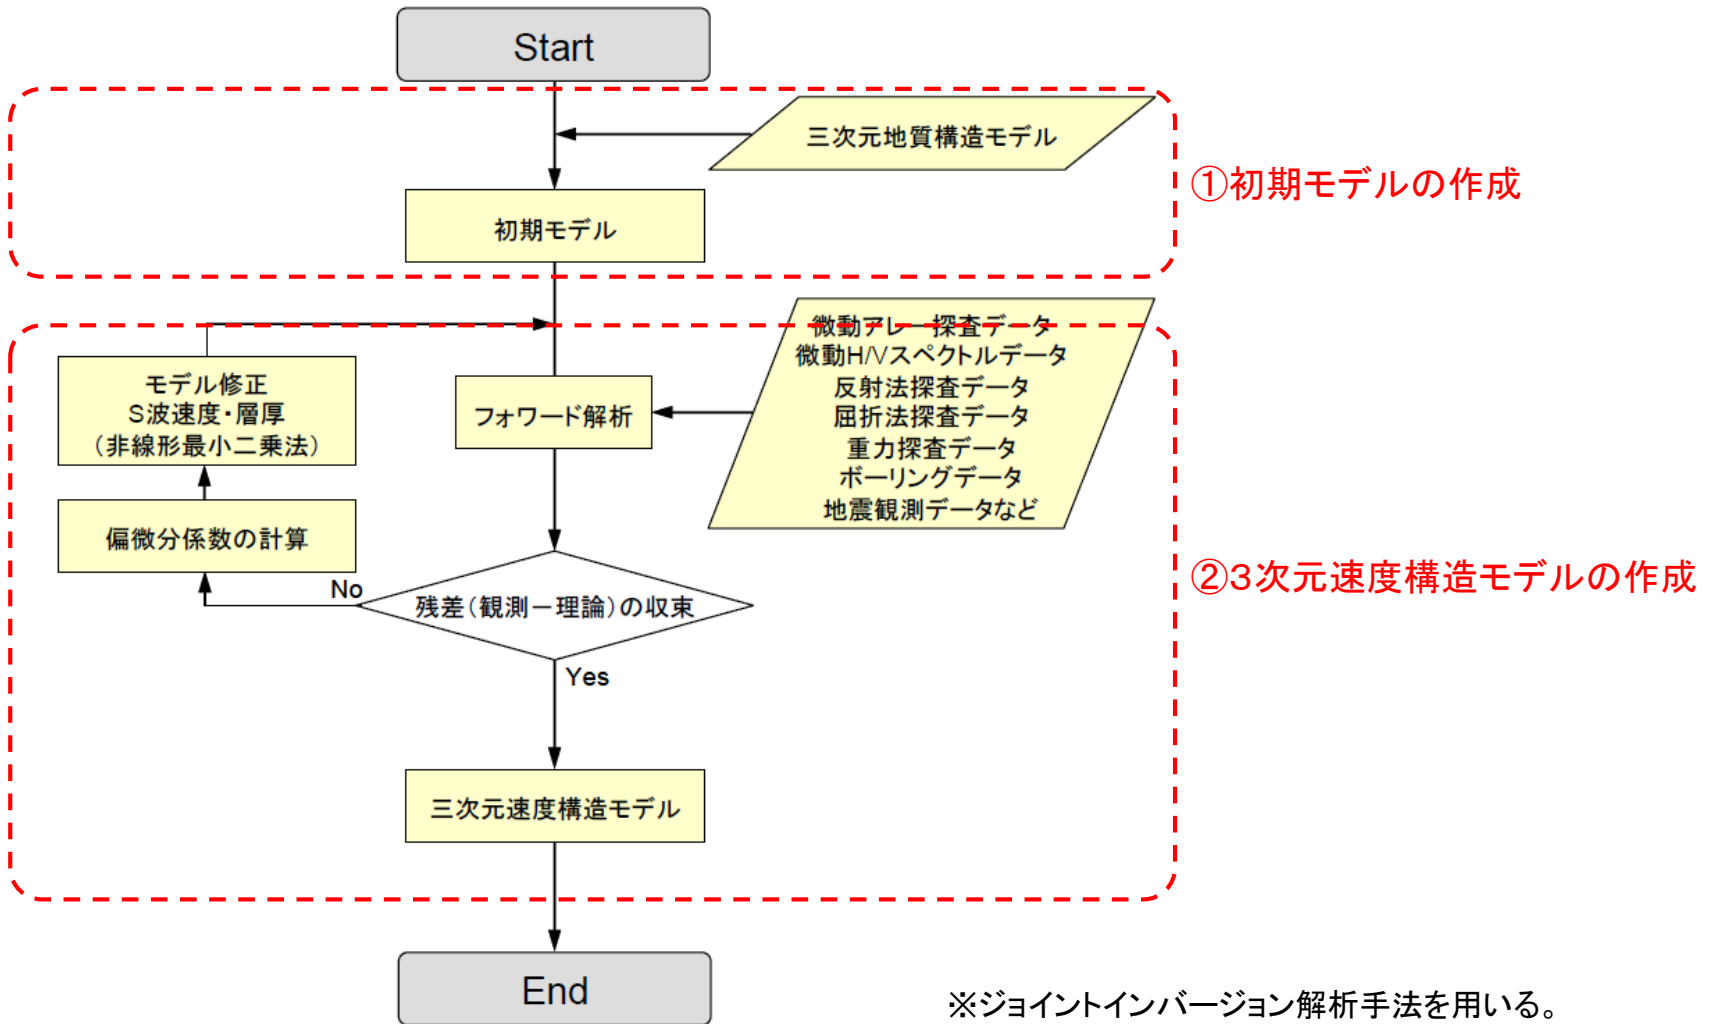 Start
三次元地質構造モデル
①初期モデルの作成
初期モデル
微動アレー探査データ
微動H/Vスペクトルデータ
反射法探査データ
屈折法探査データ
重力探査データ
ボーリングデータ
地震観測データなど
モデル修正
S波速度・層厚
（非線形最小二乗法）
フォワード解析
偏微分係数の計算
②3次元速度構造モデルの作成
No
残差（観測－理論）の収束
Yes
三次元速度構造モデル
End
※ジョイントインバージョン解析手法を用いる。